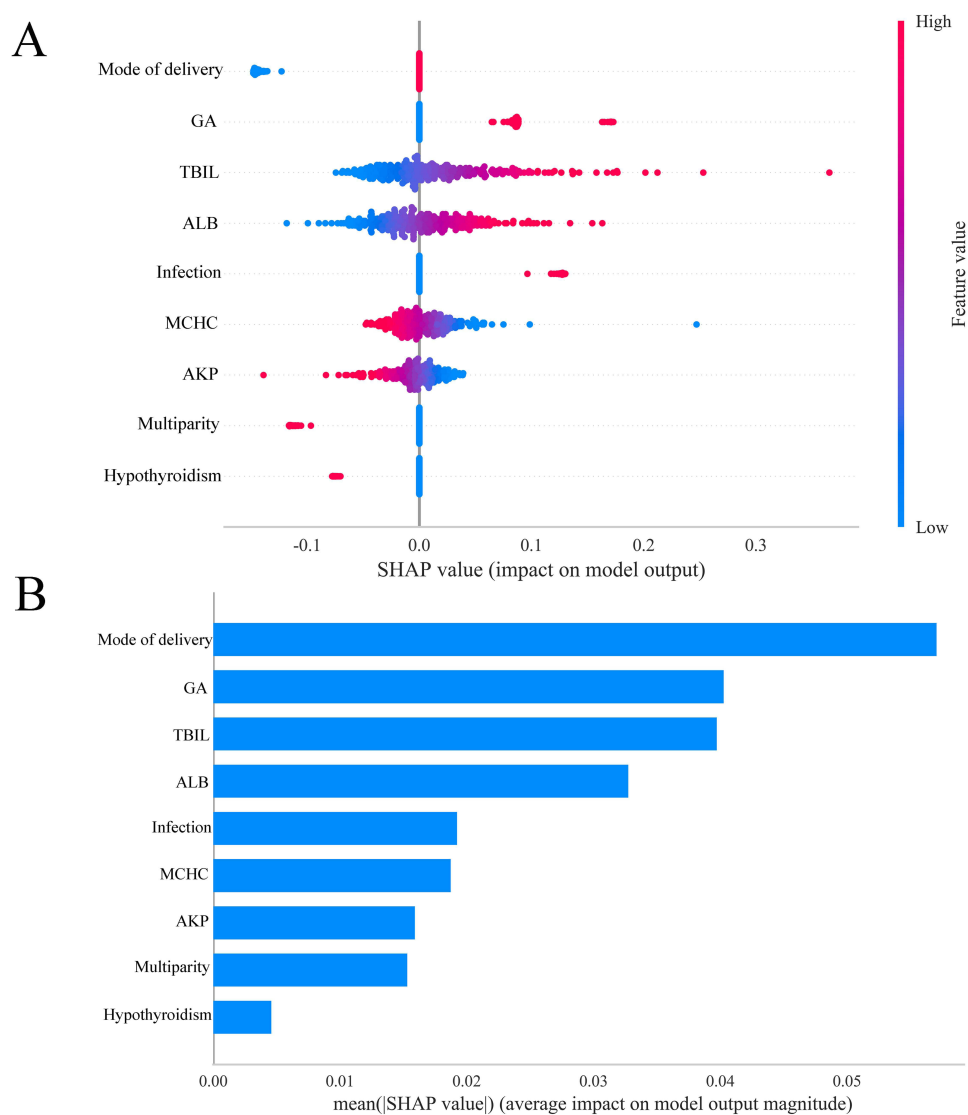 A
High
Mode of delivery
GA
TBIL
ALB
Infection
MCHC
AKP
Multiparity
Hypothyroidism
Feature value
Low
-0.1 0.0 0.1 0.2 0.3
SHAP value (impact on model output)
B
Mode of delivery
GA
TBIL
ALB
Infection
MCHC
AKP
Multiparity
Hypothyroidism
0.00 0.01 0.02 0.03 0.04 0.05
mean(|SHAP value|) (average impact on model output magnitude)